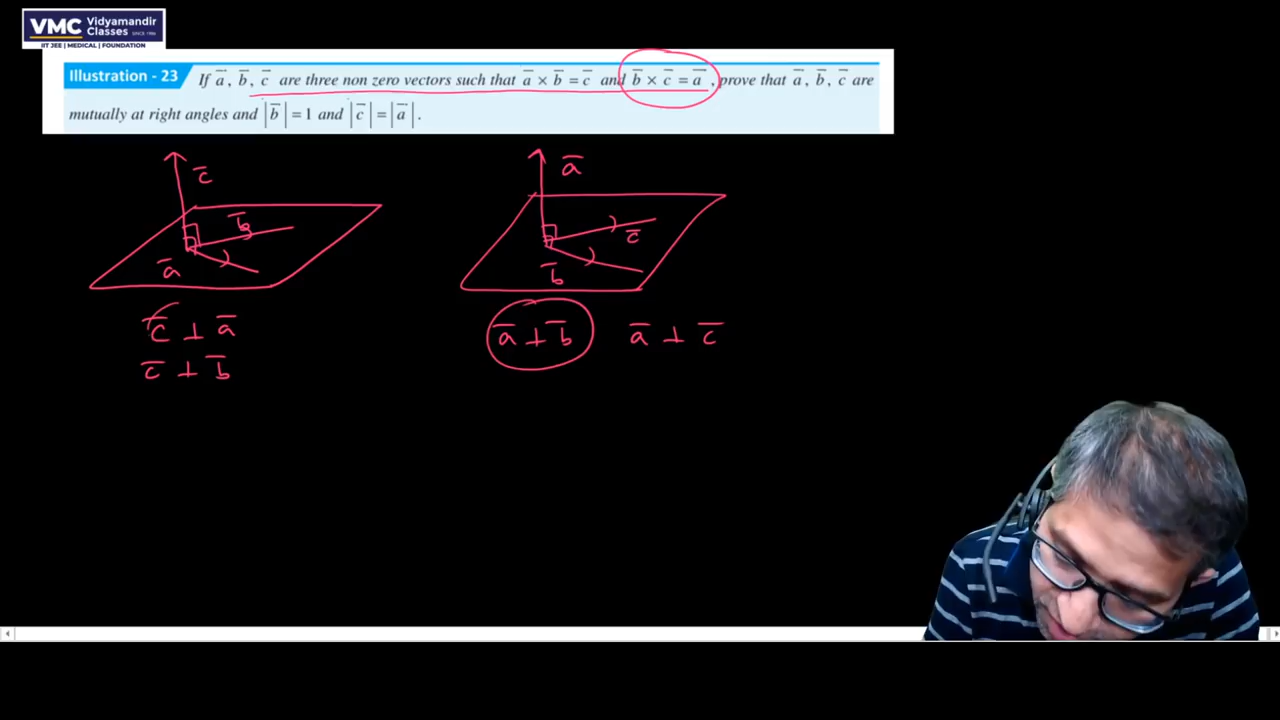 VMC Vidyamandir Classes SINCE 1986
IIT JEE | MEDICAL | FOUNDATION
Illustration - 23 If a̅, b̅, c̅ are three non zero vectors such that a̅ × b̅ = c̅ and b̅ × c̅ = a̅, prove that a̅, b̅, c̅ are
mutually at right angles and |b̅| = 1 and |c̅| = |a̅|.
c̅
b̅
a̅
a̅
c̅
b̅
c̅ ⊥ a̅
c̅ ⊥ b̅
a̅ ⊥ b̅ a̅ ⊥ c̅